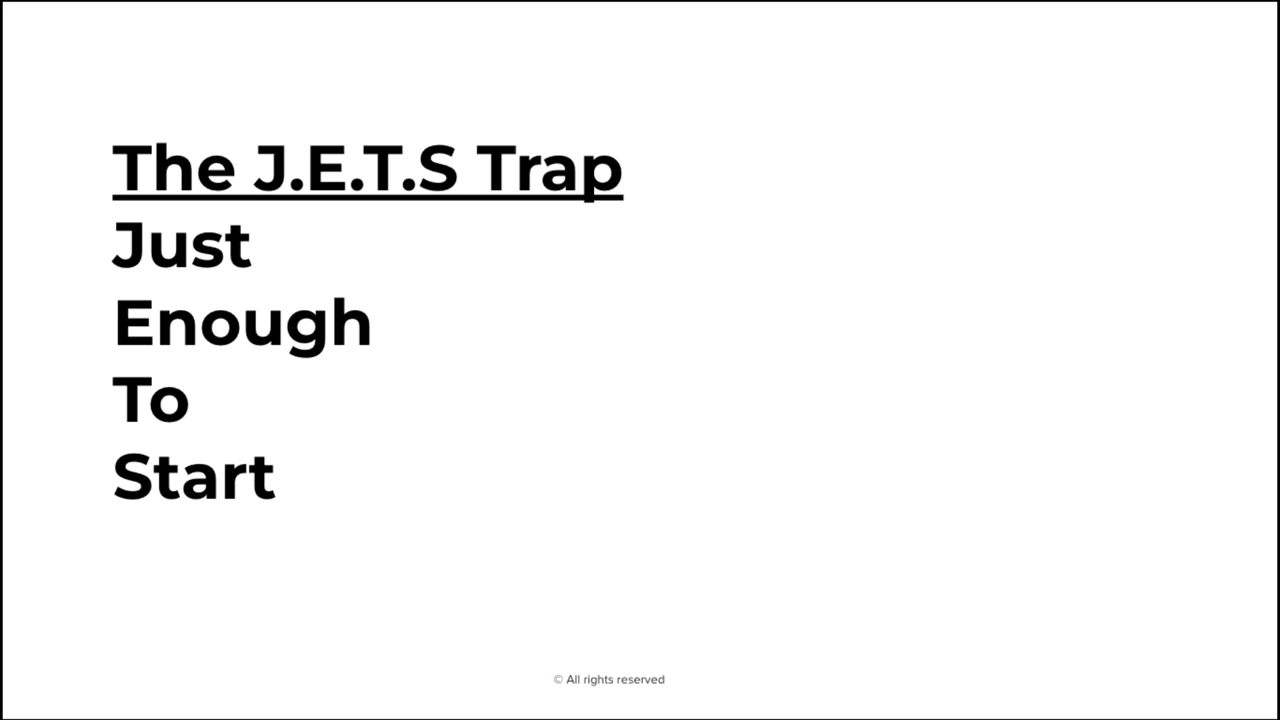 The J.E.T.S Trap
Just
Enough
To
Start
© All rights reserved